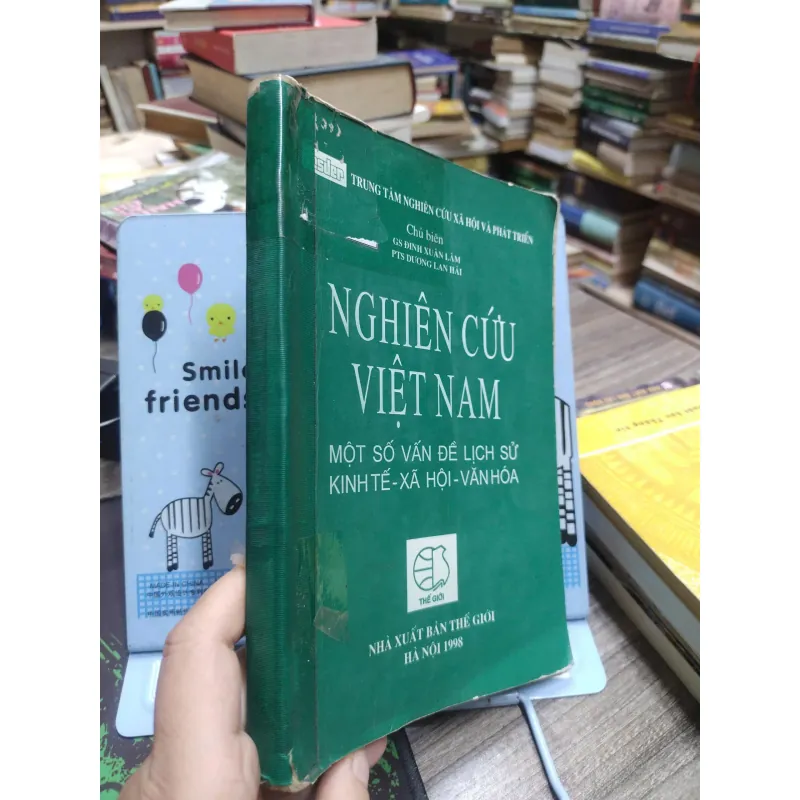 TRUNG TÂM NGHIÊN CỨU XÃ HỘI VÀ PHÁT TRIỂN
Chủ biên
GS ĐINH XUÂN LÂM
PTS DƯƠNG LAN HẢI
NGHIÊN CỨU
VIỆT NAM
MỘT SỐ VẤN ĐỀ LỊCH SỬ
KINH TẾ - XÃ HỘI - VĂN HÓA
THẾ GIỚI
NHÀ XUẤT BẢN THẾ GIỚI
HÀ NỘI 1998
Smile
friends